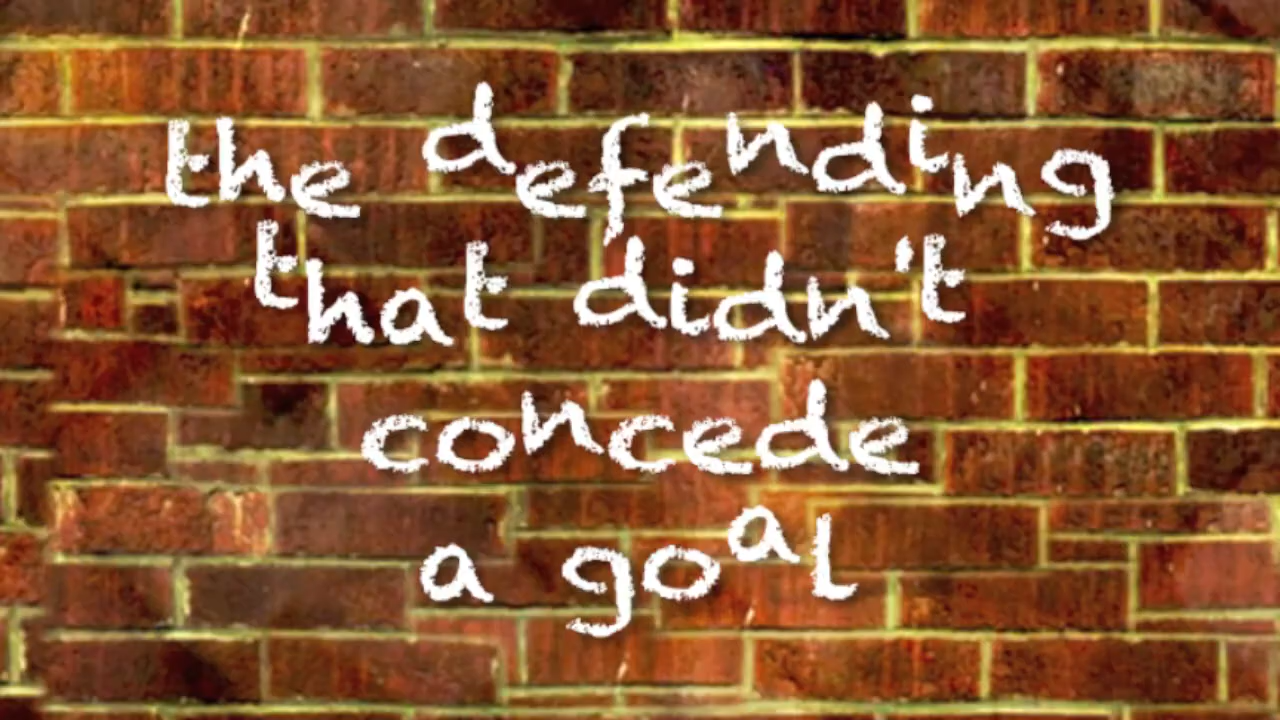 the defending
that didn't
concede
a goal